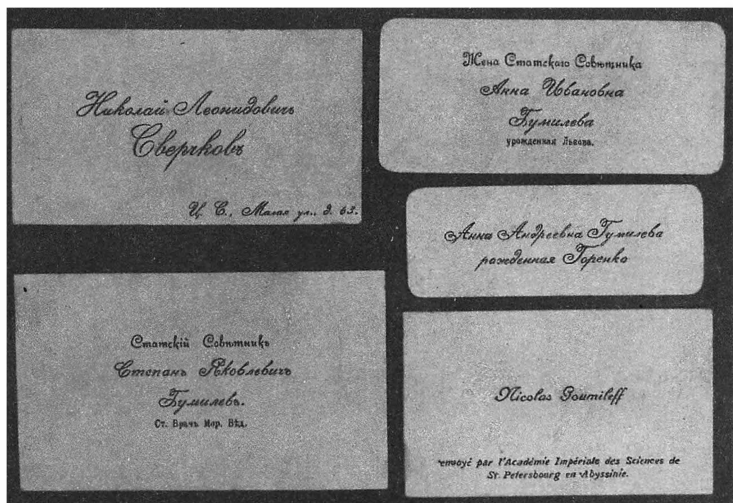 Николай Леонидовичъ
Сверчковъ
Ц. С., Малая ул., д. 63.
Жена Статскаго Совѣтника
Анна Ивановна
Гумилева
урожденная Львова.
Анна Андреевна Гумилева
рожденная Горенко
Статскій Совѣтникъ
Степанъ Яковлевичъ
Гумилевъ.
Ст. Врачъ Мор. Вѣд.
Nicolas Goumileff
envoyé par l'Académie Impériale des Sciences de
St. Petersbourg en Abyssinie.